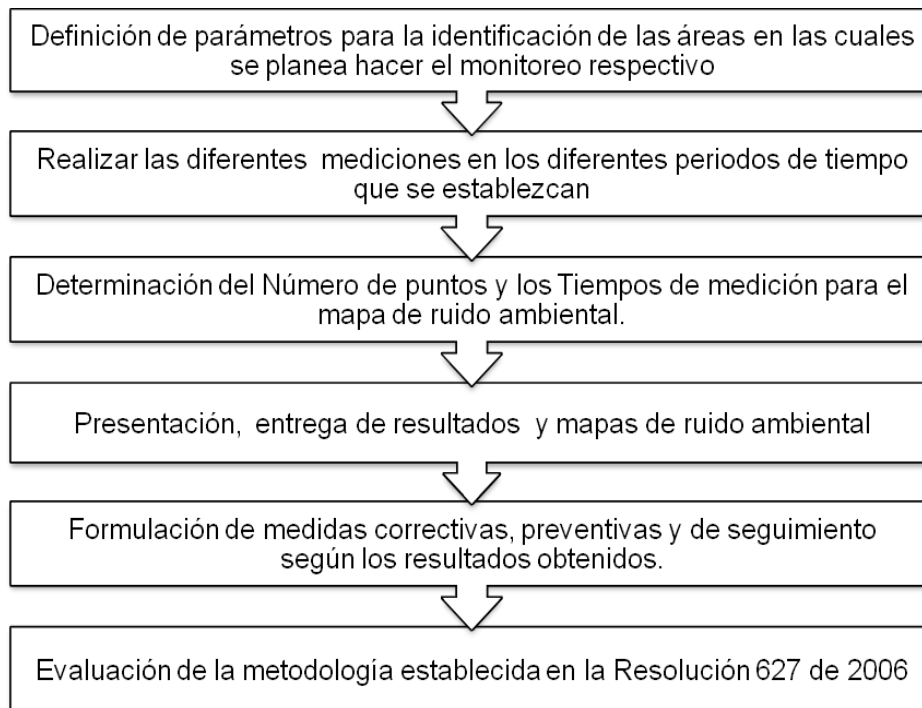 Definición de parámetros para la identificación de las áreas en las cuales
se planea hacer el monitoreo respectivo
Realizar las diferentes mediciones en los diferentes periodos de tiempo
que se establezcan
Determinación del Número de puntos y los Tiempos de medición para el
mapa de ruido ambiental.
Presentación, entrega de resultados y mapas de ruido ambiental
Formulación de medidas correctivas, preventivas y de seguimiento
según los resultados obtenidos.
Evaluación de la metodología establecida en la Resolución 627 de 2006